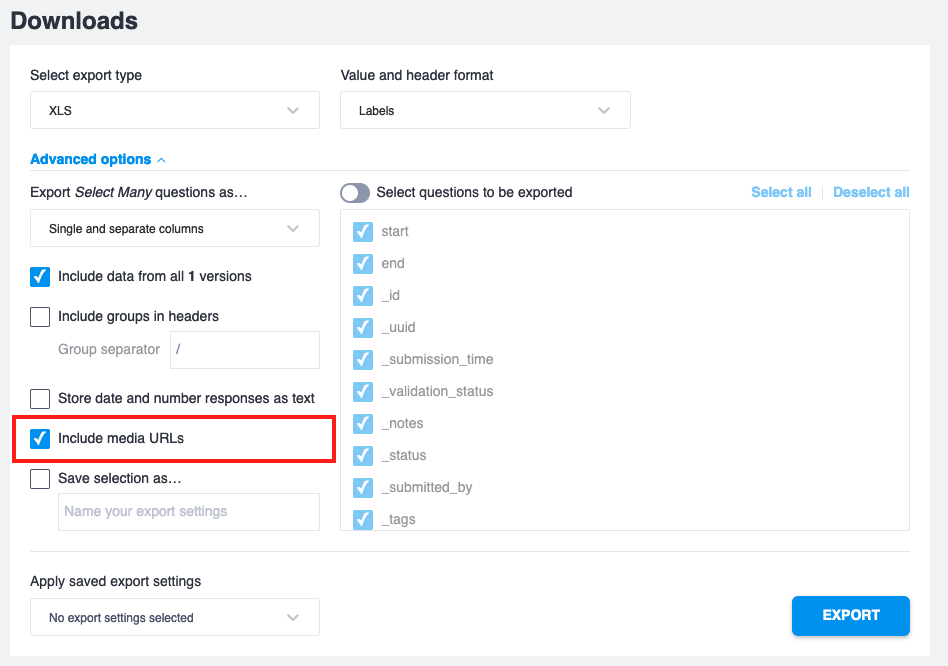 Downloads
Select export type
Value and header format
XLS
Labels
Advanced options
Export Select Many questions as…
Select questions to be exported
Select all
Deselect all
Single and separate columns
start
end
_id
_uuid
_submission_time
_validation_status
_notes
_status
_submitted_by
_tags
Include data from all 1 versions
Include groups in headers
Group separator
/
Store date and number responses as text
Include media URLs
Save selection as…
Name your export settings
Apply saved export settings
No export settings selected
EXPORT